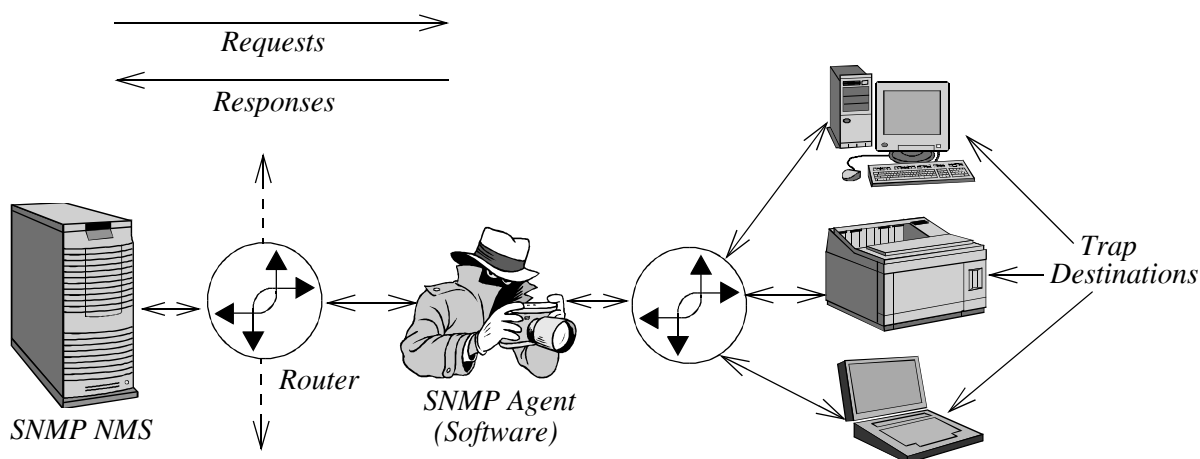 Requests
Responses
Trap
Destinations
Router
SNMP Agent
(Software)
SNMP NMS